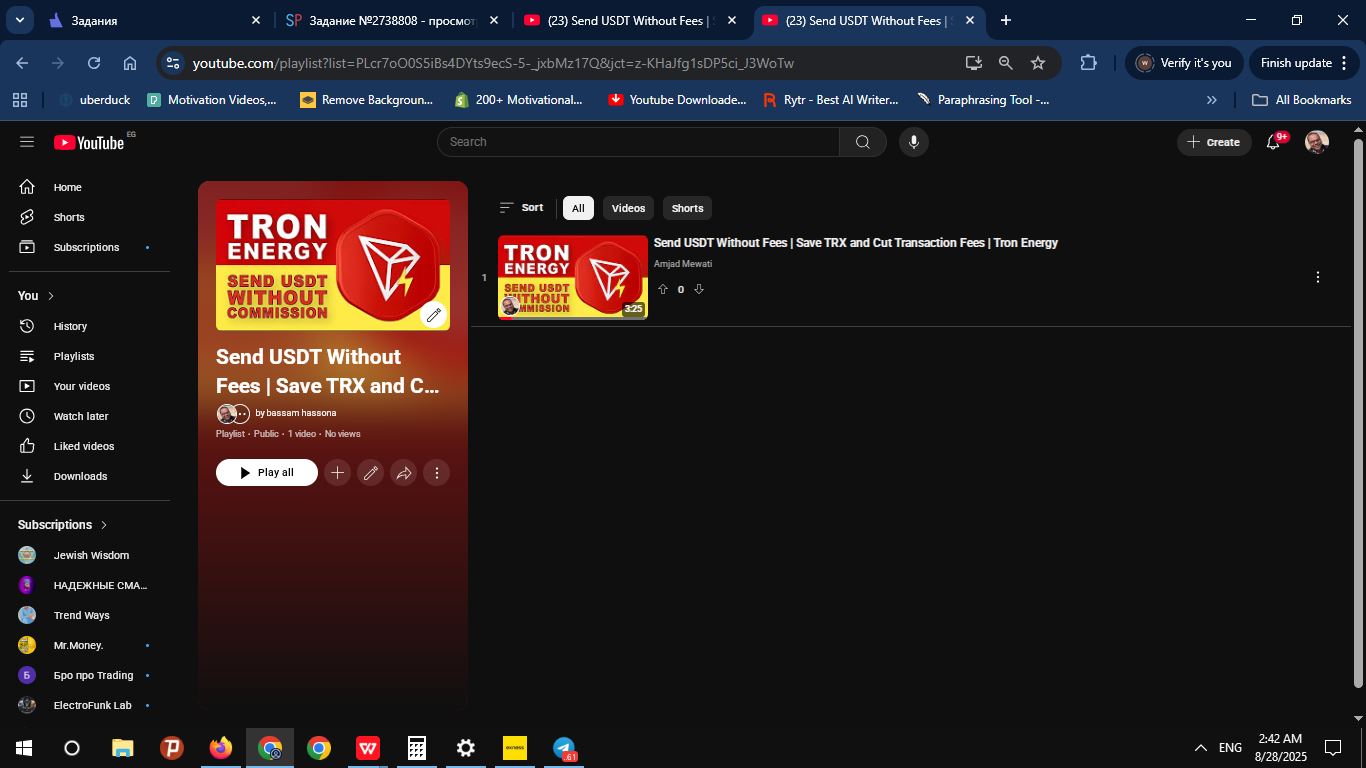 Задания
Задание №2738808 - просмот
(23) Send USDT Without Fees |
(23) Send USDT Without Fees |
youtube.com/playlist?list=PLcr7oO0S5iBs4DYts9ecS-5-_jxbMz17Q&jct=z-KHaJfg1sDP5ci_J3WoTw
Verify it's you
Finish update
uberduck
Motivation Videos,...
Remove Backgroun...
200+ Motivational...
Youtube Downloade...
Rytr - Best AI Writer...
Paraphrasing Tool -...
All Bookmarks
YouTube EG
Search
Create
9+
Home
Shorts
Subscriptions
You
History
Playlists
Your videos
Watch later
Liked videos
Downloads
Subscriptions
Jewish Wisdom
НАДЕЖНЫЕ СМА...
Trend Ways
Mr.Money.
Бро про Trading
ElectroFunk Lab
TRON
ENERGY
SEND USDT
WITHOUT
COMMISSION
Send USDT Without
Fees | Save TRX and C...
by bassam hassona
Playlist · Public · 1 video · No views
Play all
Sort
All
Videos
Shorts
1
TRON
ENERGY
SEND USDT
WITHOUT
COMMISSION
3:25
Send USDT Without Fees | Save TRX and Cut Transaction Fees | Tron Energy
Amjad Mewati
0
exness
61
ENG
2:42 AM
8/28/2025